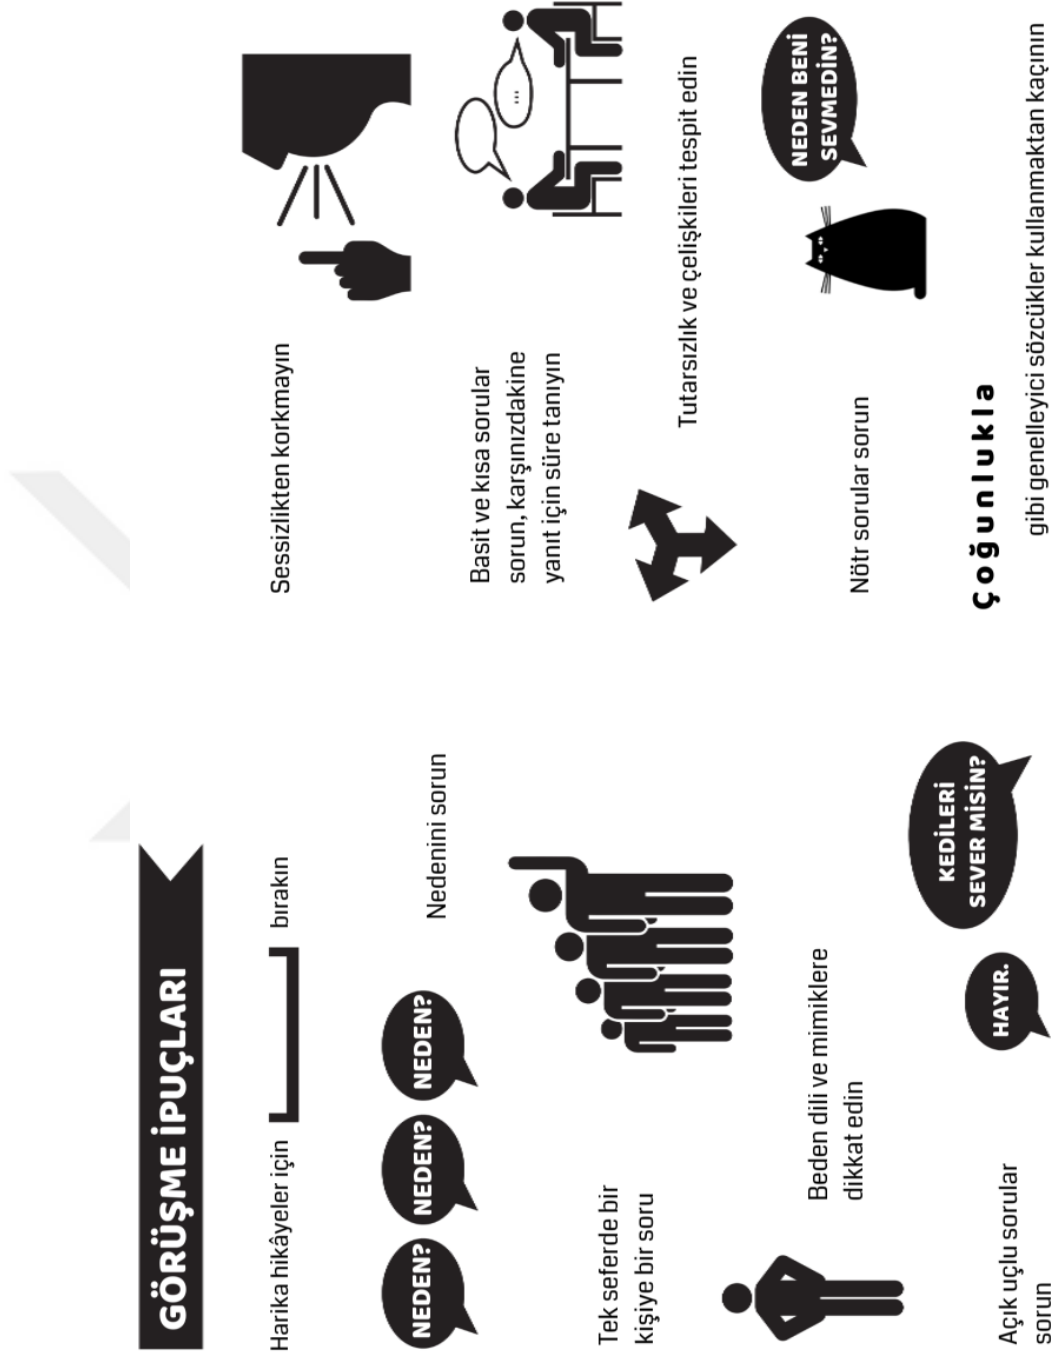 GÖRÜŞME İPUÇLARI
Harika hikâyeler için
bırakın
NEDEN?
NEDEN?
NEDEN?
Nedenini sorun
Tek seferde bir
kişiye bir soru
Beden dili ve mimiklere
dikkat edin
Açık uçlu sorular
sorun
HAYIR.
KEDİLERİ
SEVER MİSİN?
Sessizlikten korkmayın
Basit ve kısa sorular
sorun, karşınızdakine
yanıt için süre tanıyın
...
Tutarsızlık ve çelişkileri tespit edin
Nötr sorular sorun
NEDEN BENİ
SEVMEDİN?
Çoğunlukla
gibi genelleyici sözcükler kullanmaktan kaçının